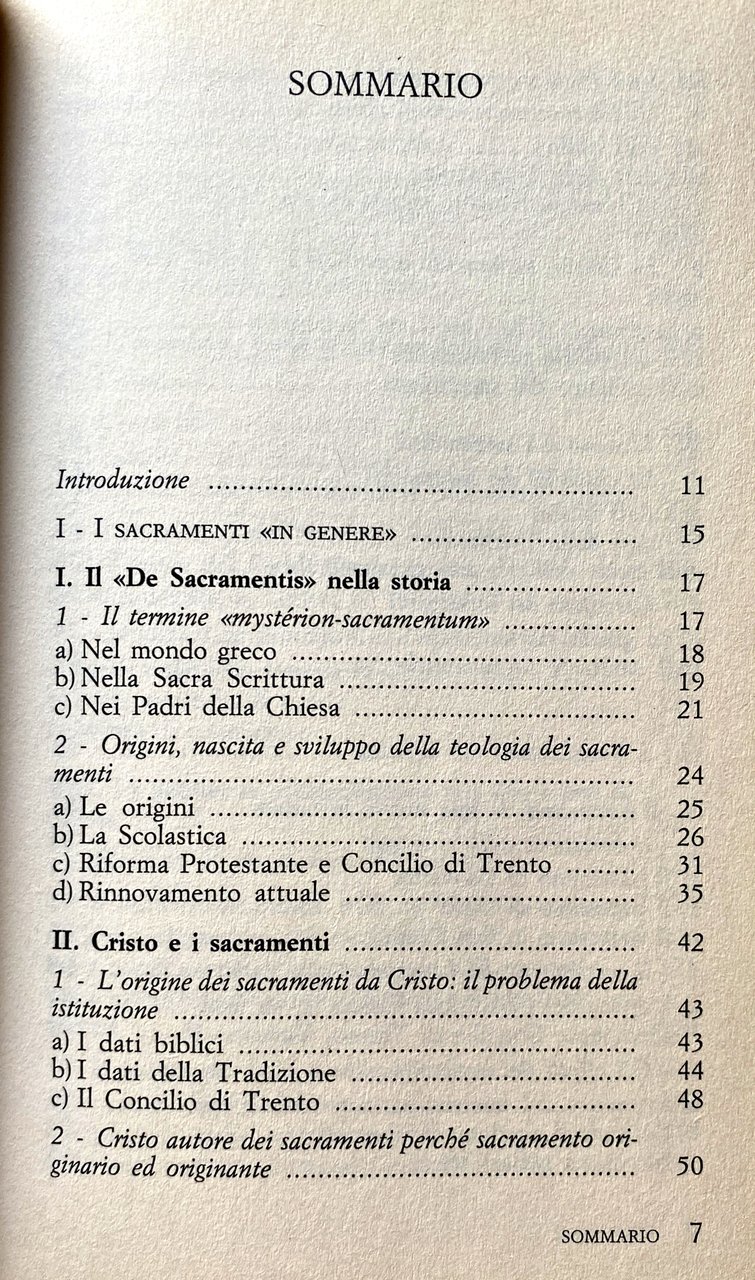 SOMMARIO
Introduzione .................................................. 11
I - I SACRAMENTI «IN GENERE» ........................... 15
I. Il «De Sacramentis» nella storia ..................... 17
1 - Il termine «mystérion-sacramentum» ................ 17
a) Nel mondo greco ......................................... 18
b) Nella Sacra Scrittura ................................... 19
c) Nei Padri della Chiesa ................................. 21
2 - Origini, nascita e sviluppo della teologia dei sacra-
menti ............................................................ 24
a) Le origini .................................................. 25
b) La Scolastica .............................................. 26
c) Riforma Protestante e Concilio di Trento ......... 31
d) Rinnovamento attuale .................................. 35
II. Cristo e i sacramenti ................................... 42
1 - L'origine dei sacramenti da Cristo: il problema della
istituzione ...................................................... 43
a) I dati biblici ............................................... 43
b) I dati della Tradizione .................................. 44
c) Il Concilio di Trento .................................... 48
2 - Cristo autore dei sacramenti perché sacramento ori-
ginario ed originante ......................................... 50
SOMMARIO 7